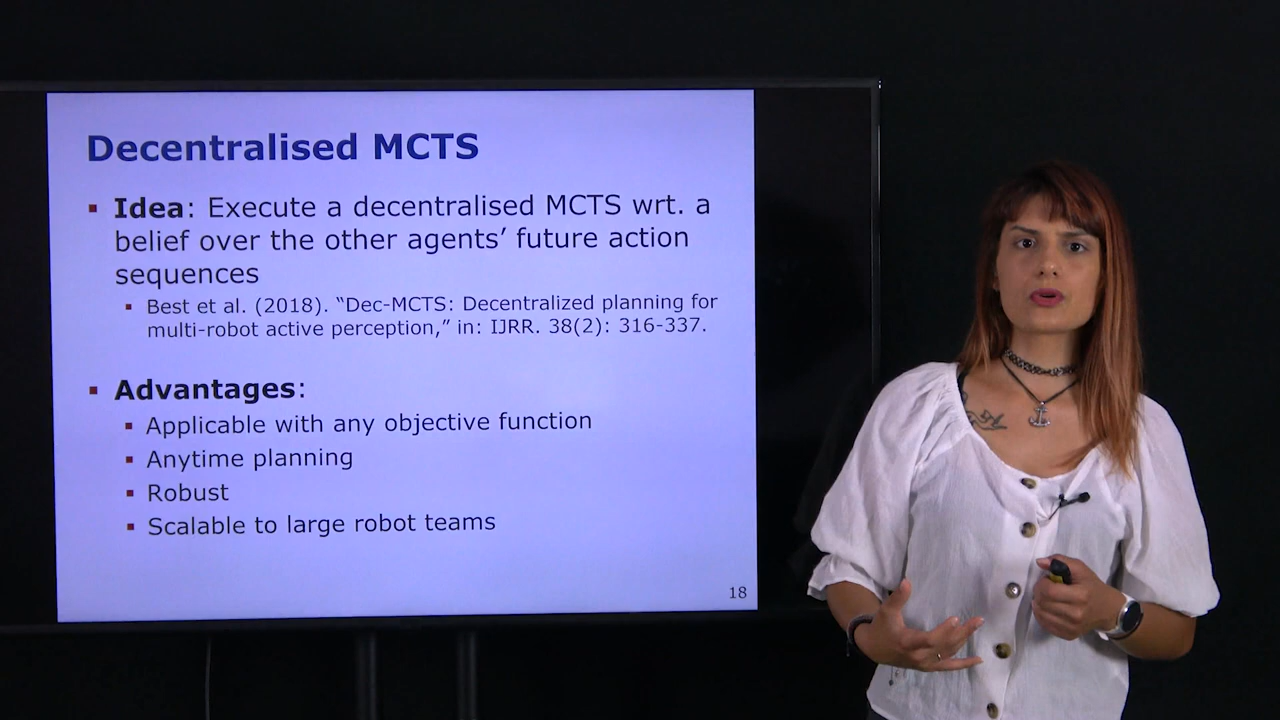 Decentralised MCTS
▪ Idea: Execute a decentralised MCTS wrt. a
belief over the other agents’ future action
sequences
▪ Best et al. (2018). “Dec-MCTS: Decentralized planning for
multi-robot active perception,” in: IJRR. 38(2): 316-337.
▪ Advantages:
▪ Applicable with any objective function
▪ Anytime planning
▪ Robust
▪ Scalable to large robot teams
18